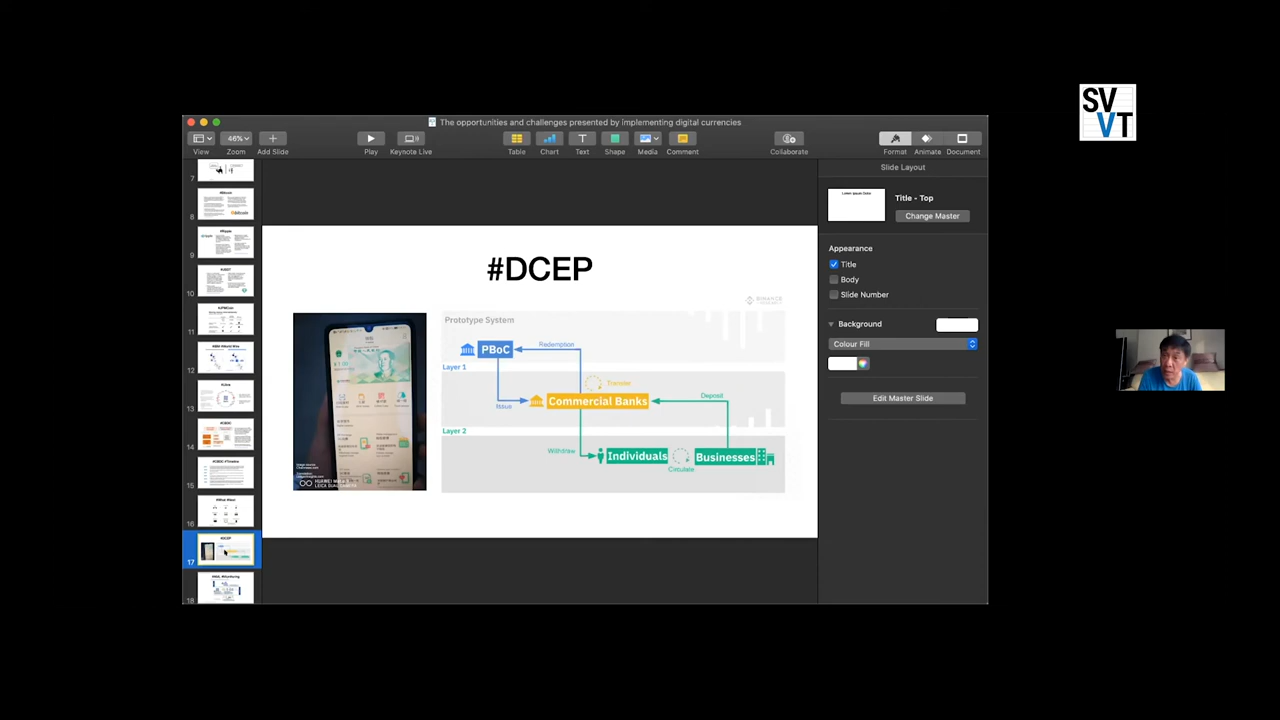 SV
VT
The opportunities and challenges presented by implementing digital currencies
46%
View
Zoom
Add Slide
Play
Keynote Live
Table
Chart
Text
Shape
Media
Comment
Collaborate
Format
Animate
Document
Slide Layout
Title - Top
Change Master
Appearance
Title
Body
Slide Number
Background
Colour Fill
Edit Master Slide
7
8
9
10
11
12
13
14
15
16
17
18
#DCEP
BINANCE
Prototype System
PBoC
Redemption
Layer 1
Transfer
Issue
Commercial Banks
Deposit
Layer 2
Withdraw
Individuals
Businesses
Circulate